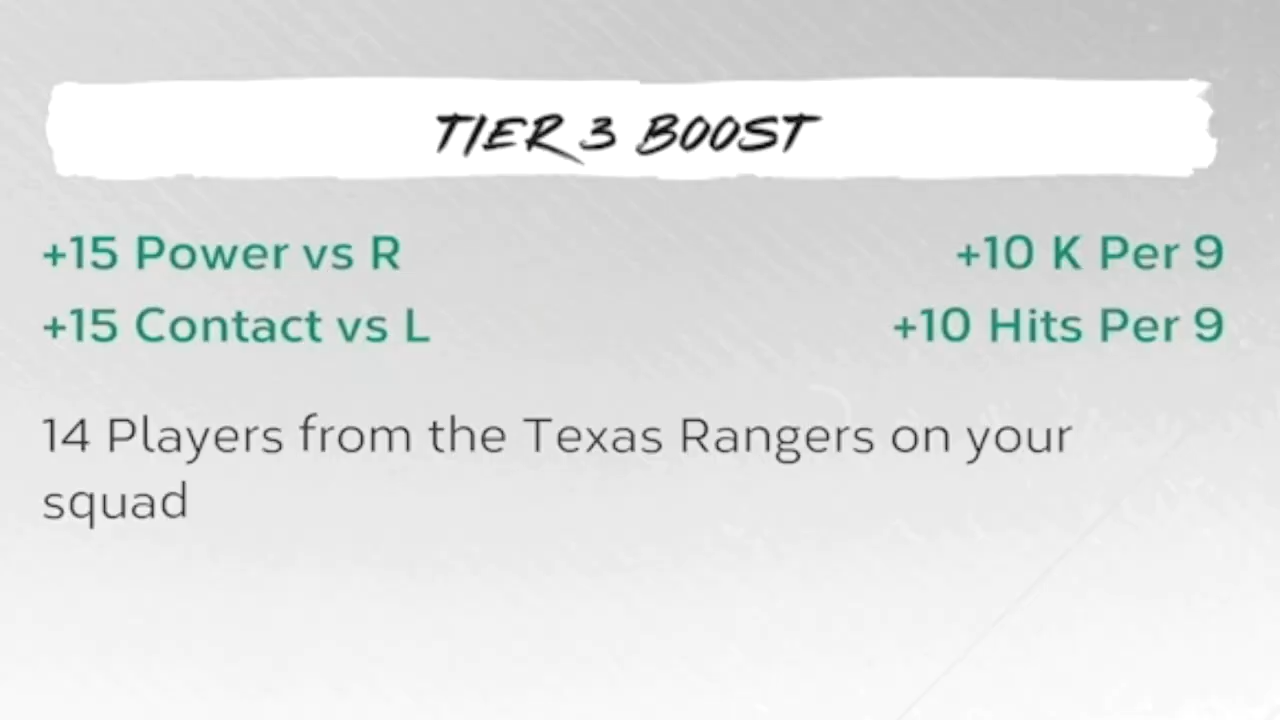 TIER 3 BOOST
+15 Power vs R
+10 K Per 9
+15 Contact vs L
+10 Hits Per 9
14 Players from the Texas Rangers on your
squad